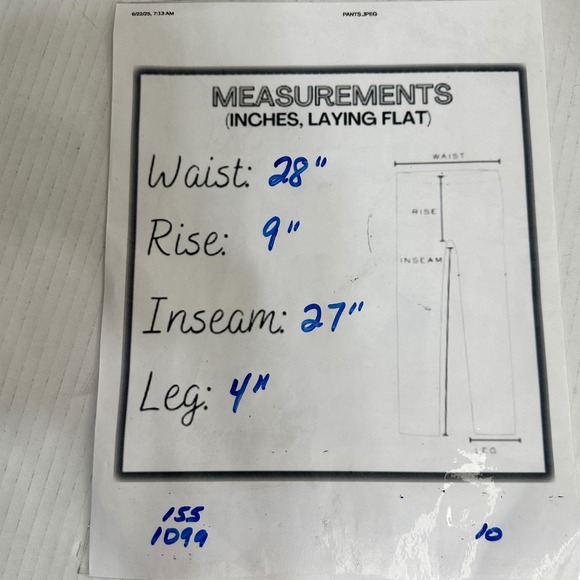 6/22/25, 7:13 AM
PANTS.JPEG
MEASUREMENTS
(INCHES, LAYING FLAT)
Waist: 28"
Rise: 9"
Inseam: 27"
Leg: 4"
WAIST
RISE
INSEAM
LEG
155
1099
10